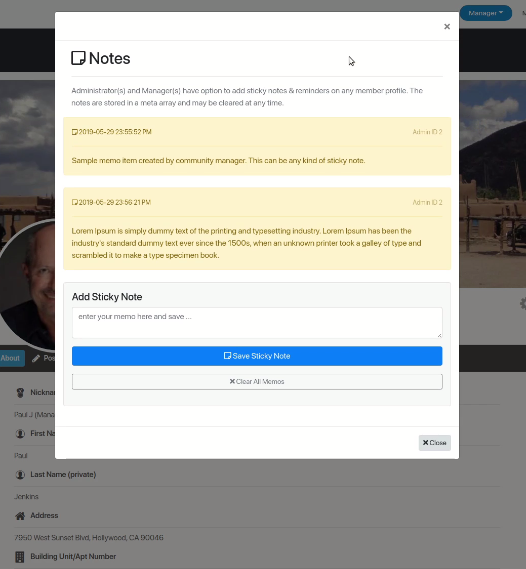 Manager
×
Notes
Administrator(s) and Manager(s) have option to add sticky notes & reminders on any member profile. The
notes are stored in a meta array and may be cleared at any time.
2019-05-29 23:55:52 PM
Admin ID 2
Sample memo item created by community manager. This can be any kind of sticky note.
2019-05-29 23:56:21 PM
Admin ID 2
Lorem Ipsum is simply dummy text of the printing and typesetting industry. Lorem Ipsum has been the
industry's standard dummy text ever since the 1500s, when an unknown printer took a galley of type and
scrambled it to make a type specimen book.
Add Sticky Note
enter your memo here and save ...
Save Sticky Note
Clear All Memos
Close
About
Paul J (Mana
First Na
Paul
Last Name (private)
Jenkins
Address
7950 West Sunset Blvd, Hollywood, CA 90046
Building Unit/Apt Number